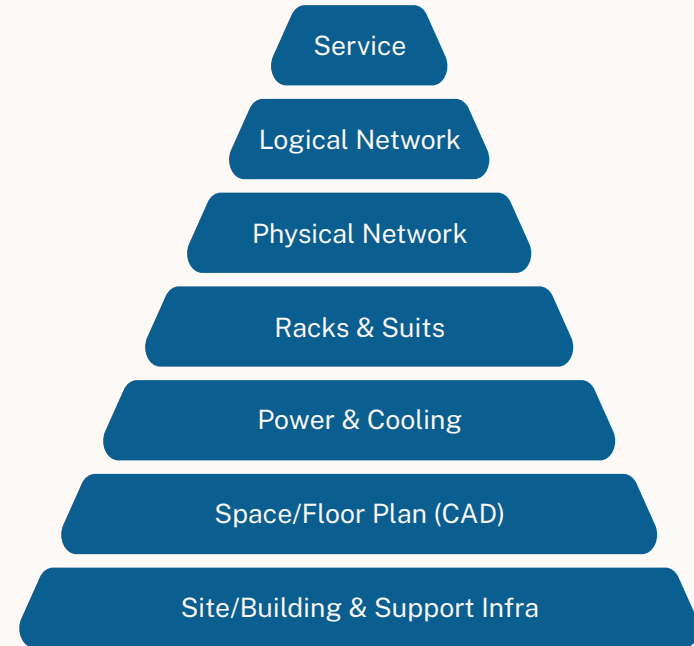 Service
Logical Network
Physical Network
Racks & Suits
Power & Cooling
Space/Floor Plan (CAD)
Site/Building & Support Infra